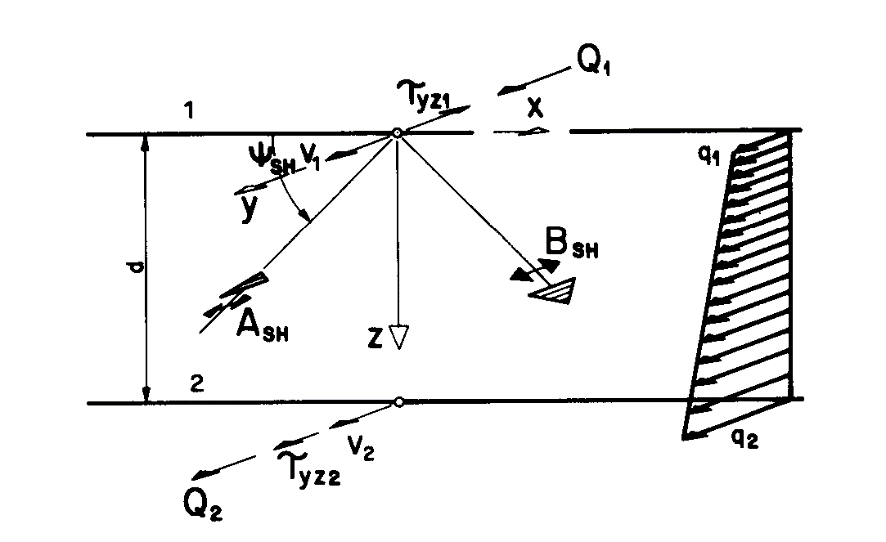 Q₁
τyz1
x
1
ψSH
v₁
q₁
y
BSH
d
ASH
z
2
v₂
q₂
τyz2
Q₂